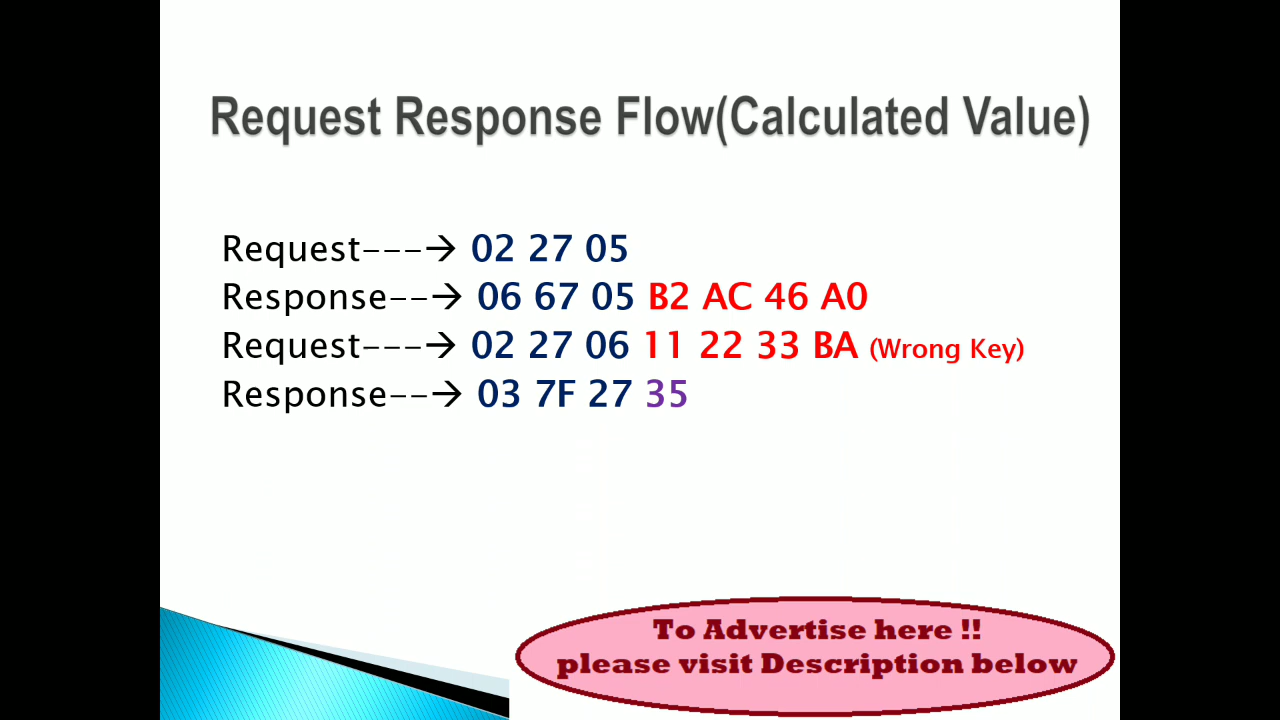 Request Response Flow(Calculated Value)
Request---→ 02 27 05
Response--→ 06 67 05 B2 AC 46 A0
Request---→ 02 27 06 11 22 33 BA (Wrong Key)
Response--→ 03 7F 27 35
To Advertise here !!
please visit Description below